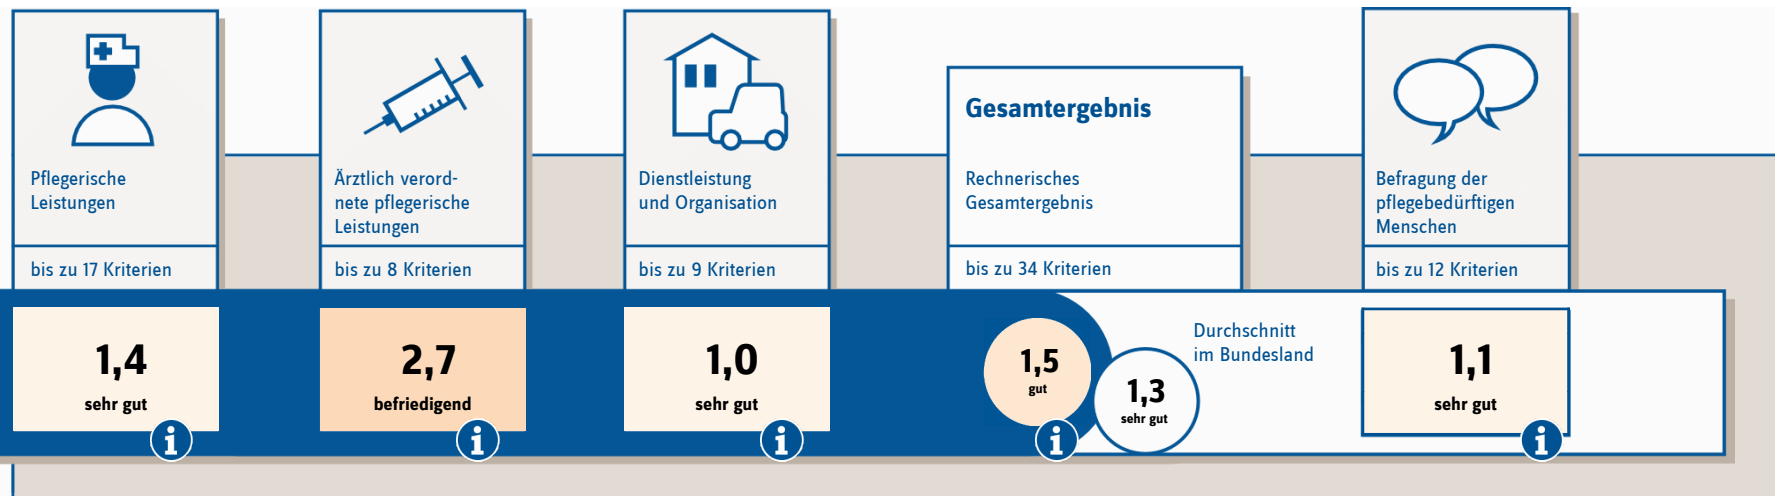 Pflegerische
Leistungen
bis zu 17 Kriterien
1,4
sehr gut
i
Ärztlich verord-
nete pflegerische
Leistungen
bis zu 8 Kriterien
2,7
befriedigend
i
Dienstleistung
und Organisation
bis zu 9 Kriterien
1,0
sehr gut
i
Gesamtergebnis
Rechnerisches
Gesamtergebnis
bis zu 34 Kriterien
1,5
gut
i
Durchschnitt
im Bundesland
1,3
sehr gut
Befragung der
pflegebedürftigen
Menschen
bis zu 12 Kriterien
1,1
sehr gut
i